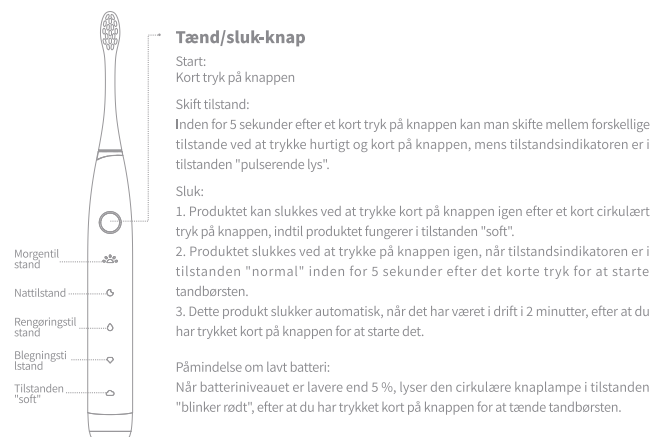 Tænd/sluk-knap
Start:
Kort tryk på knappen
Skift tilstand:
Inden for 5 sekunder efter et kort tryk på knappen kan man skifte mellem forskellige
tilstande ved at trykke hurtigt og kort på knappen, mens tilstandsindikatoren er i
tilstanden "pulserende lys".
Sluk:
1. Produktet kan slukkes ved at trykke kort på knappen igen efter et kort cirkulært
tryk på knappen, indtil produktet fungerer i tilstanden "soft".
2. Produktet slukkes ved at trykke på knappen igen, når tilstandsindikatoren er i
tilstanden "normal" inden for 5 sekunder efter det korte tryk for at starte
tandbørsten.
3. Dette produkt slukker automatisk, når det har været i drift i 2 minutter, efter at du
har trykket kort på knappen for at starte det.
Påmindelse om lavt batteri:
Når batteriniveauet er lavere end 5 %, lyser den cirkulære knaplampe i tilstanden
"blinker rødt", efter at du har trykket kort på knappen for at tænde tandbørsten.
Morgentil
stand
Nattilstand
Rengøringstil
stand
Blegningsti
lstand
Tilstanden
"soft"